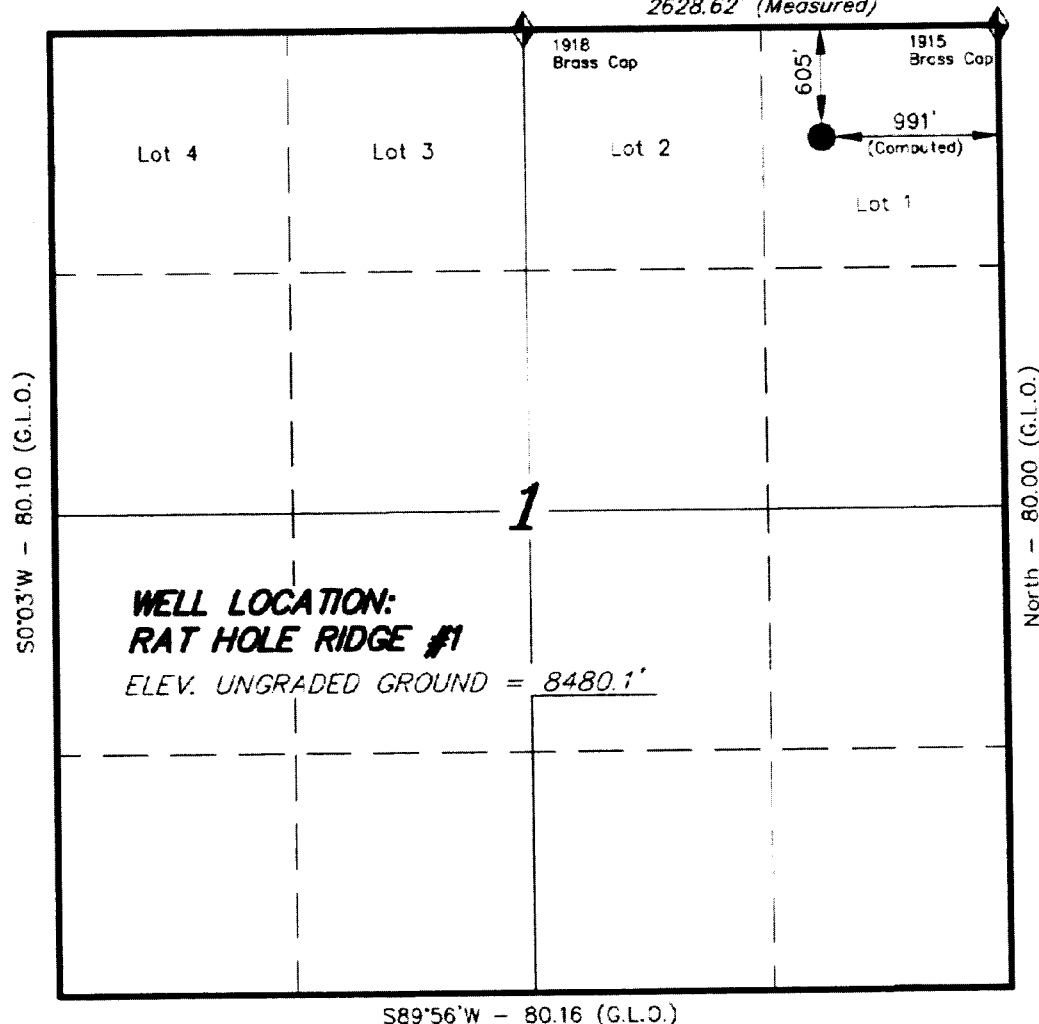 2628.62' (Measured)
1918
Brass Cap
1915
Brass Cap
605'
991'
(Computed)
Lot 4
Lot 3
Lot 2
Lot 1
S0°03'W - 80.10 (G.L.O.)
North - 80.00 (G.L.O.)
1
WELL LOCATION:
RAT HOLE RIDGE #1
ELEV. UNGRADED GROUND = 8480.1'
S89°56'W - 80.16 (G.L.O.)